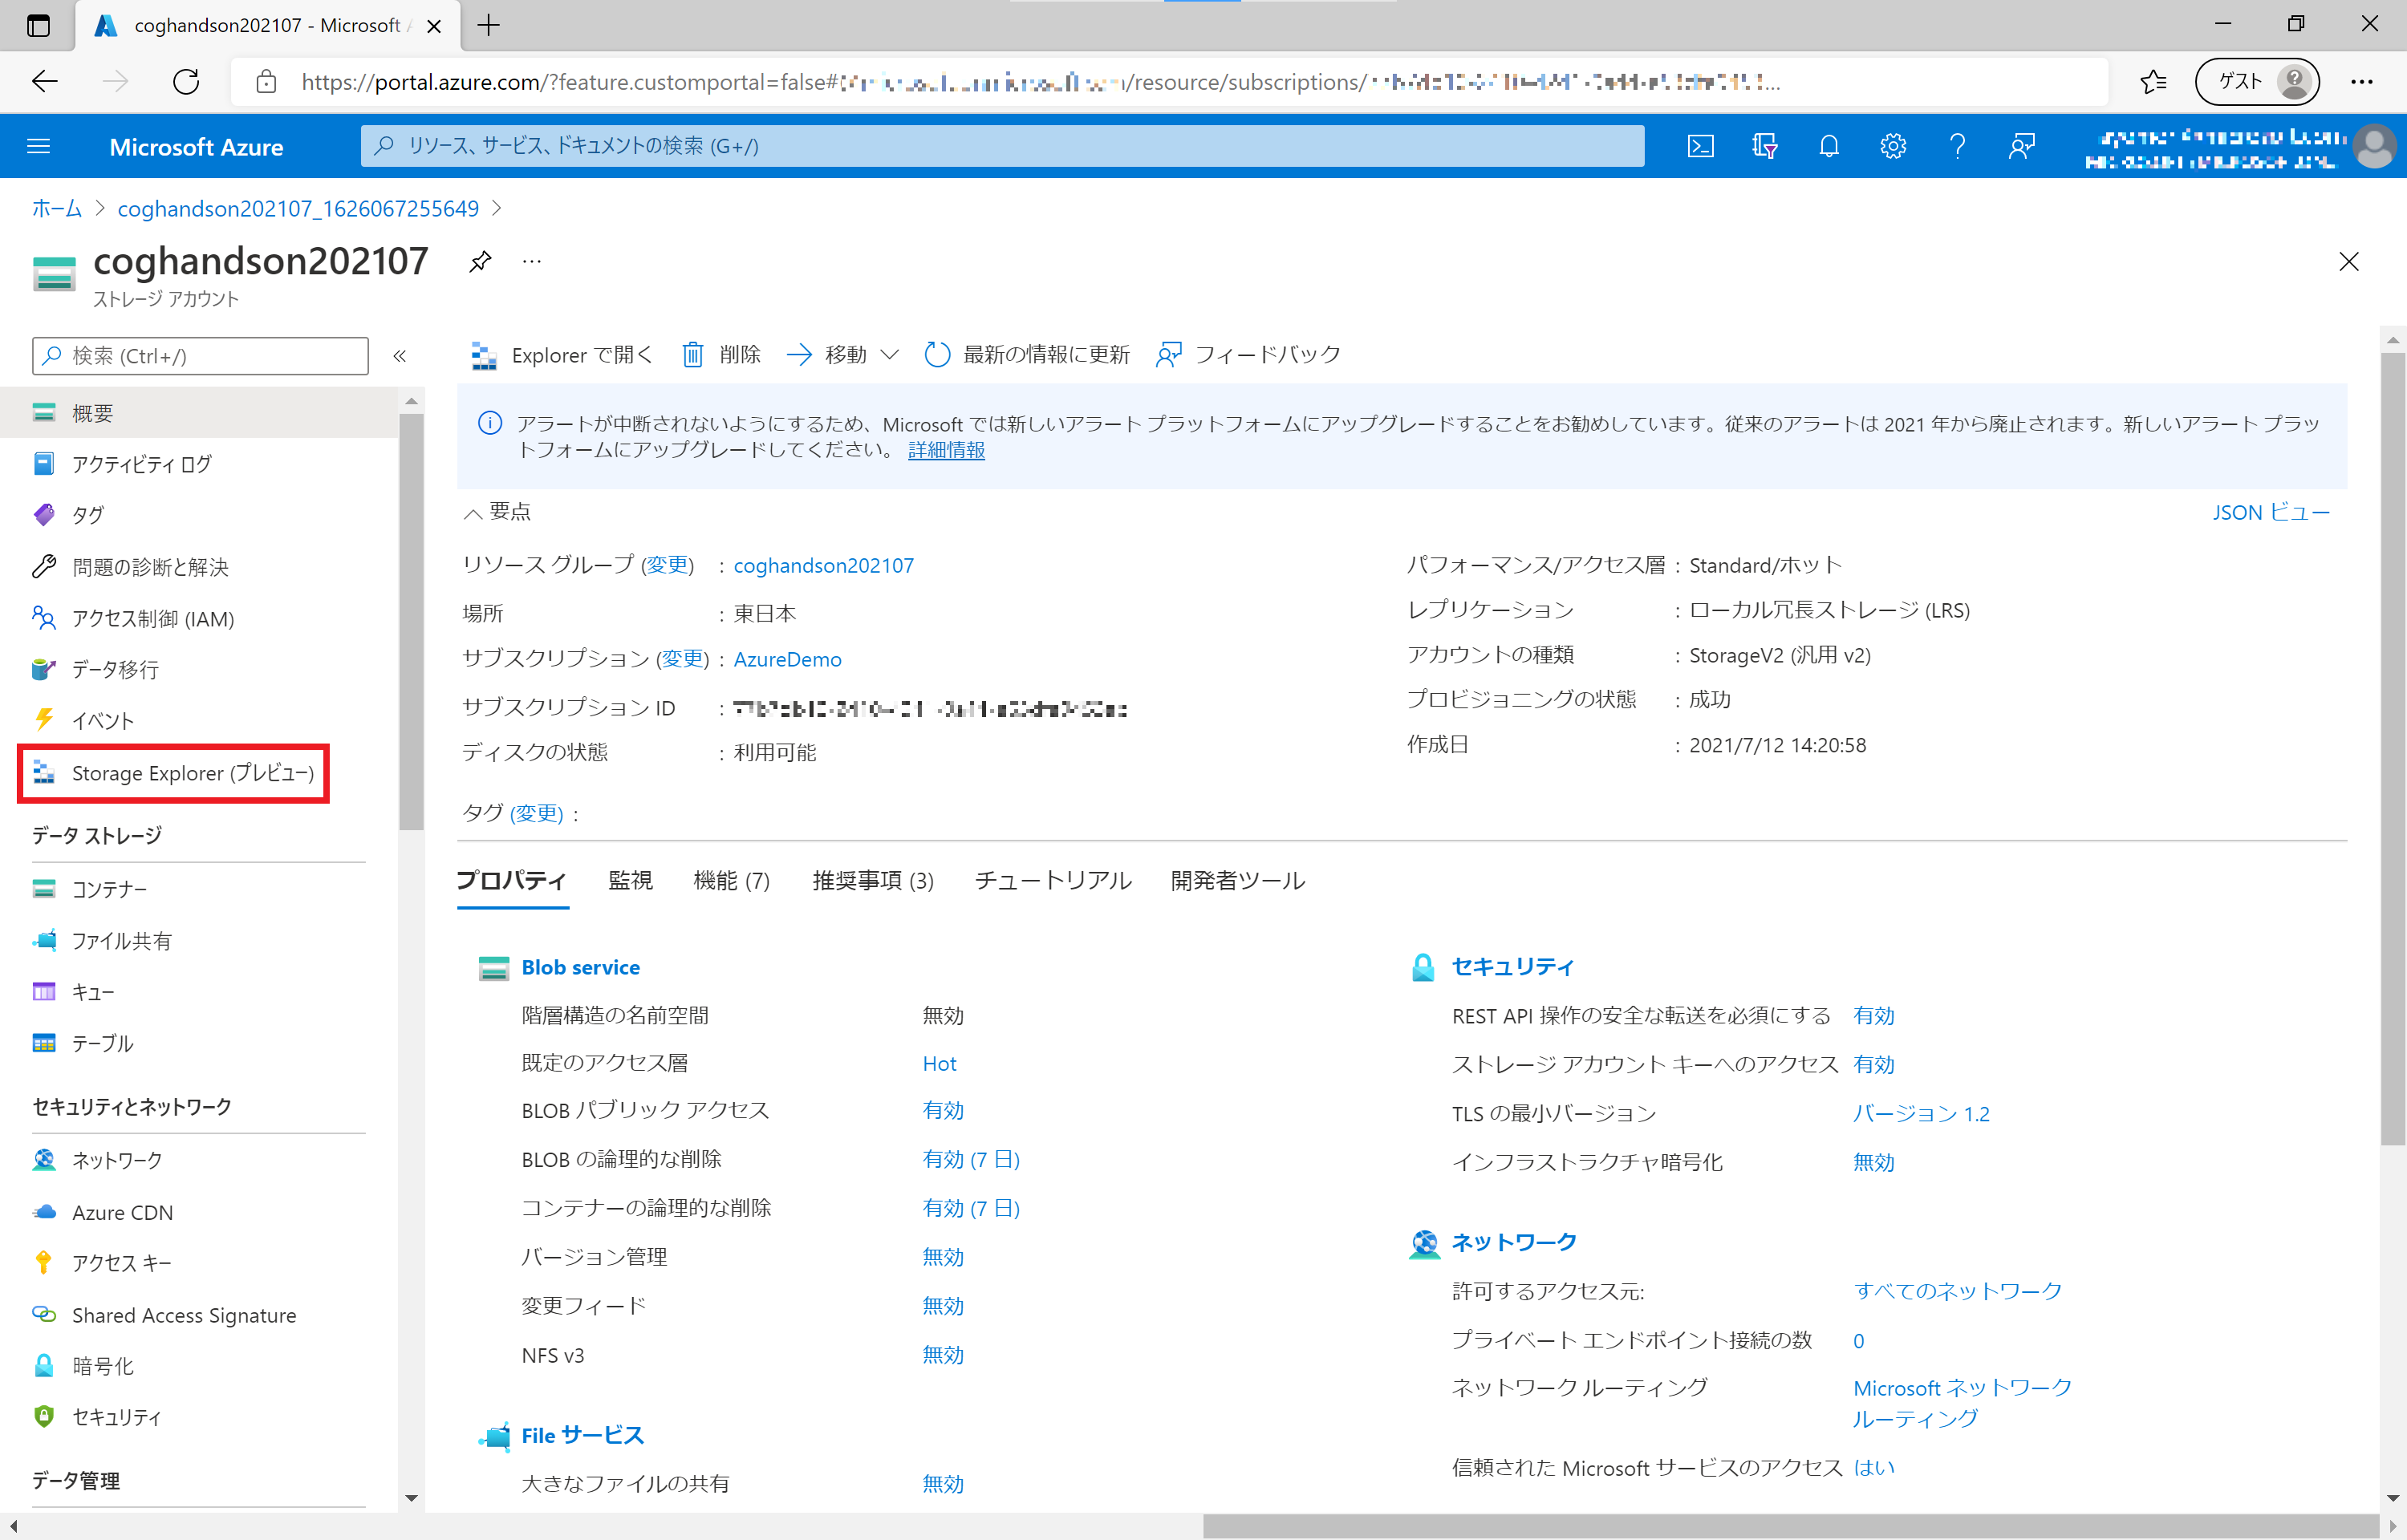 coghandson202107 - Microsoft
https://portal.azure.com/?feature.customportal=false# /resource/subscriptions/ ...
ゲスト
Microsoft Azure
リソース、サービス、ドキュメントの検索 (G+/)
ホーム > coghandson202107_1626067255649 >
coghandson202107
ストレージ アカウント
検索 (Ctrl+/)
概要
アクティビティ ログ
タグ
問題の診断と解決
アクセス制御 (IAM)
データ移行
イベント
Storage Explorer (プレビュー)
データ ストレージ
コンテナー
ファイル共有
キュー
テーブル
セキュリティとネットワーク
ネットワーク
Azure CDN
アクセス キー
Shared Access Signature
暗号化
セキュリティ
データ管理
Explorer で開く 削除 移動 最新の情報に更新 フィードバック
アラートが中断されないようにするため、Microsoft では新しいアラート プラットフォームにアップグレードすることをお勧めしています。従来のアラートは 2021 年から廃止されます。新しいアラート プラッ
トフォームにアップグレードしてください。 詳細情報
要点
JSON ビュー
リソース グループ (変更) : coghandson202107
場所 : 東日本
サブスクリプション (変更) : AzureDemo
サブスクリプション ID :
ディスクの状態 : 利用可能
パフォーマンス/アクセス層 : Standard/ホット
レプリケーション : ローカル冗長ストレージ (LRS)
アカウントの種類 : StorageV2 (汎用 v2)
プロビジョニングの状態 : 成功
作成日 : 2021/7/12 14:20:58
タグ (変更) :
プロパティ 監視 機能 (7) 推奨事項 (3) チュートリアル 開発者ツール
Blob service
階層構造の名前空間 無効
既定のアクセス層 Hot
BLOB パブリック アクセス 有効
BLOB の論理的な削除 有効 (7 日)
コンテナーの論理的な削除 有効 (7 日)
バージョン管理 無効
変更フィード 無効
NFS v3 無効
File サービス
大きなファイルの共有 無効
セキュリティ
REST API 操作の安全な転送を必須にする 有効
ストレージ アカウント キーへのアクセス 有効
TLS の最小バージョン バージョン 1.2
インフラストラクチャ暗号化 無効
ネットワーク
許可するアクセス元: すべてのネットワーク
プライベート エンドポイント接続の数 0
ネットワーク ルーティング Microsoft ネットワーク
ルーティング
信頼された Microsoft サービスのアクセス はい